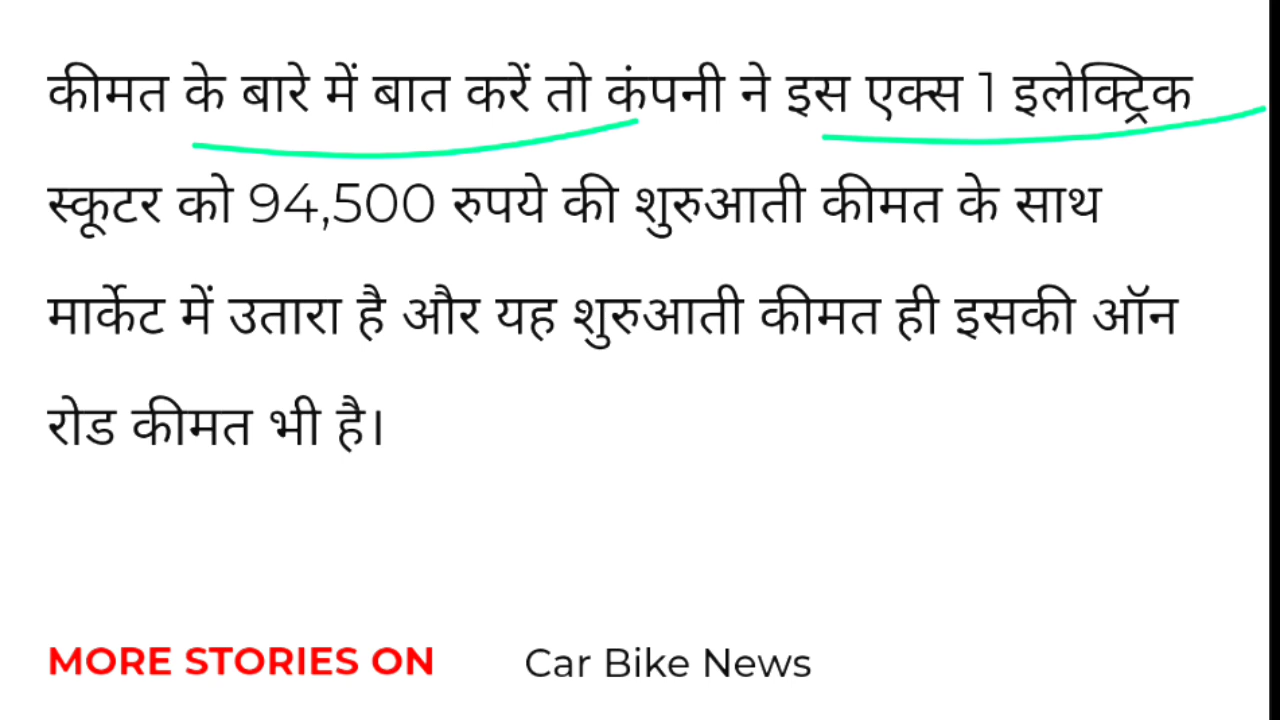 कीमत के बारे में बात करें तो कंपनी ने इस एक्स 1 इलेक्ट्रिक
स्कूटर को 94,500 रुपये की शुरुआती कीमत के साथ
मार्केट में उतारा है और यह शुरुआती कीमत ही इसकी ऑन
रोड कीमत भी है।
MORE STORIES ON Car Bike News